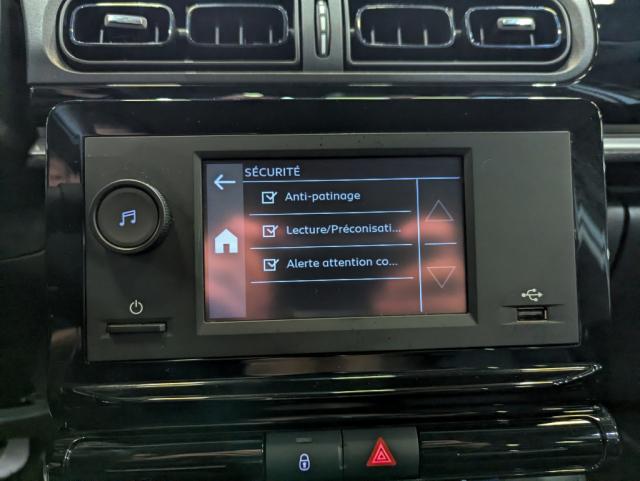 SÉCURITÉ
Anti-patinage
Lecture/Préconisati...
Alerte attention co...